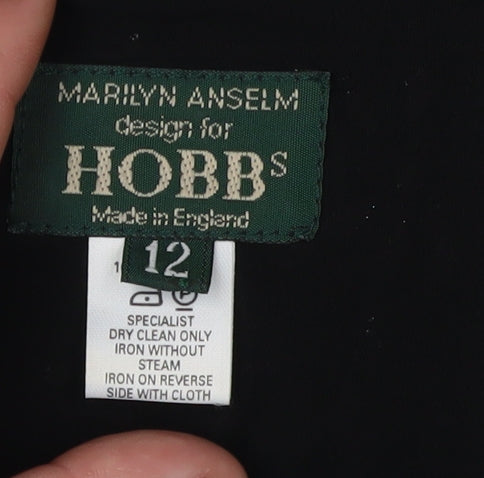 MARILYN ANSELM
design for
HOBBS
Made in England
12
SPECIALIST
DRY CLEAN ONLY
IRON WITHOUT
STEAM
IRON ON REVERSE
SIDE WITH CLOTH